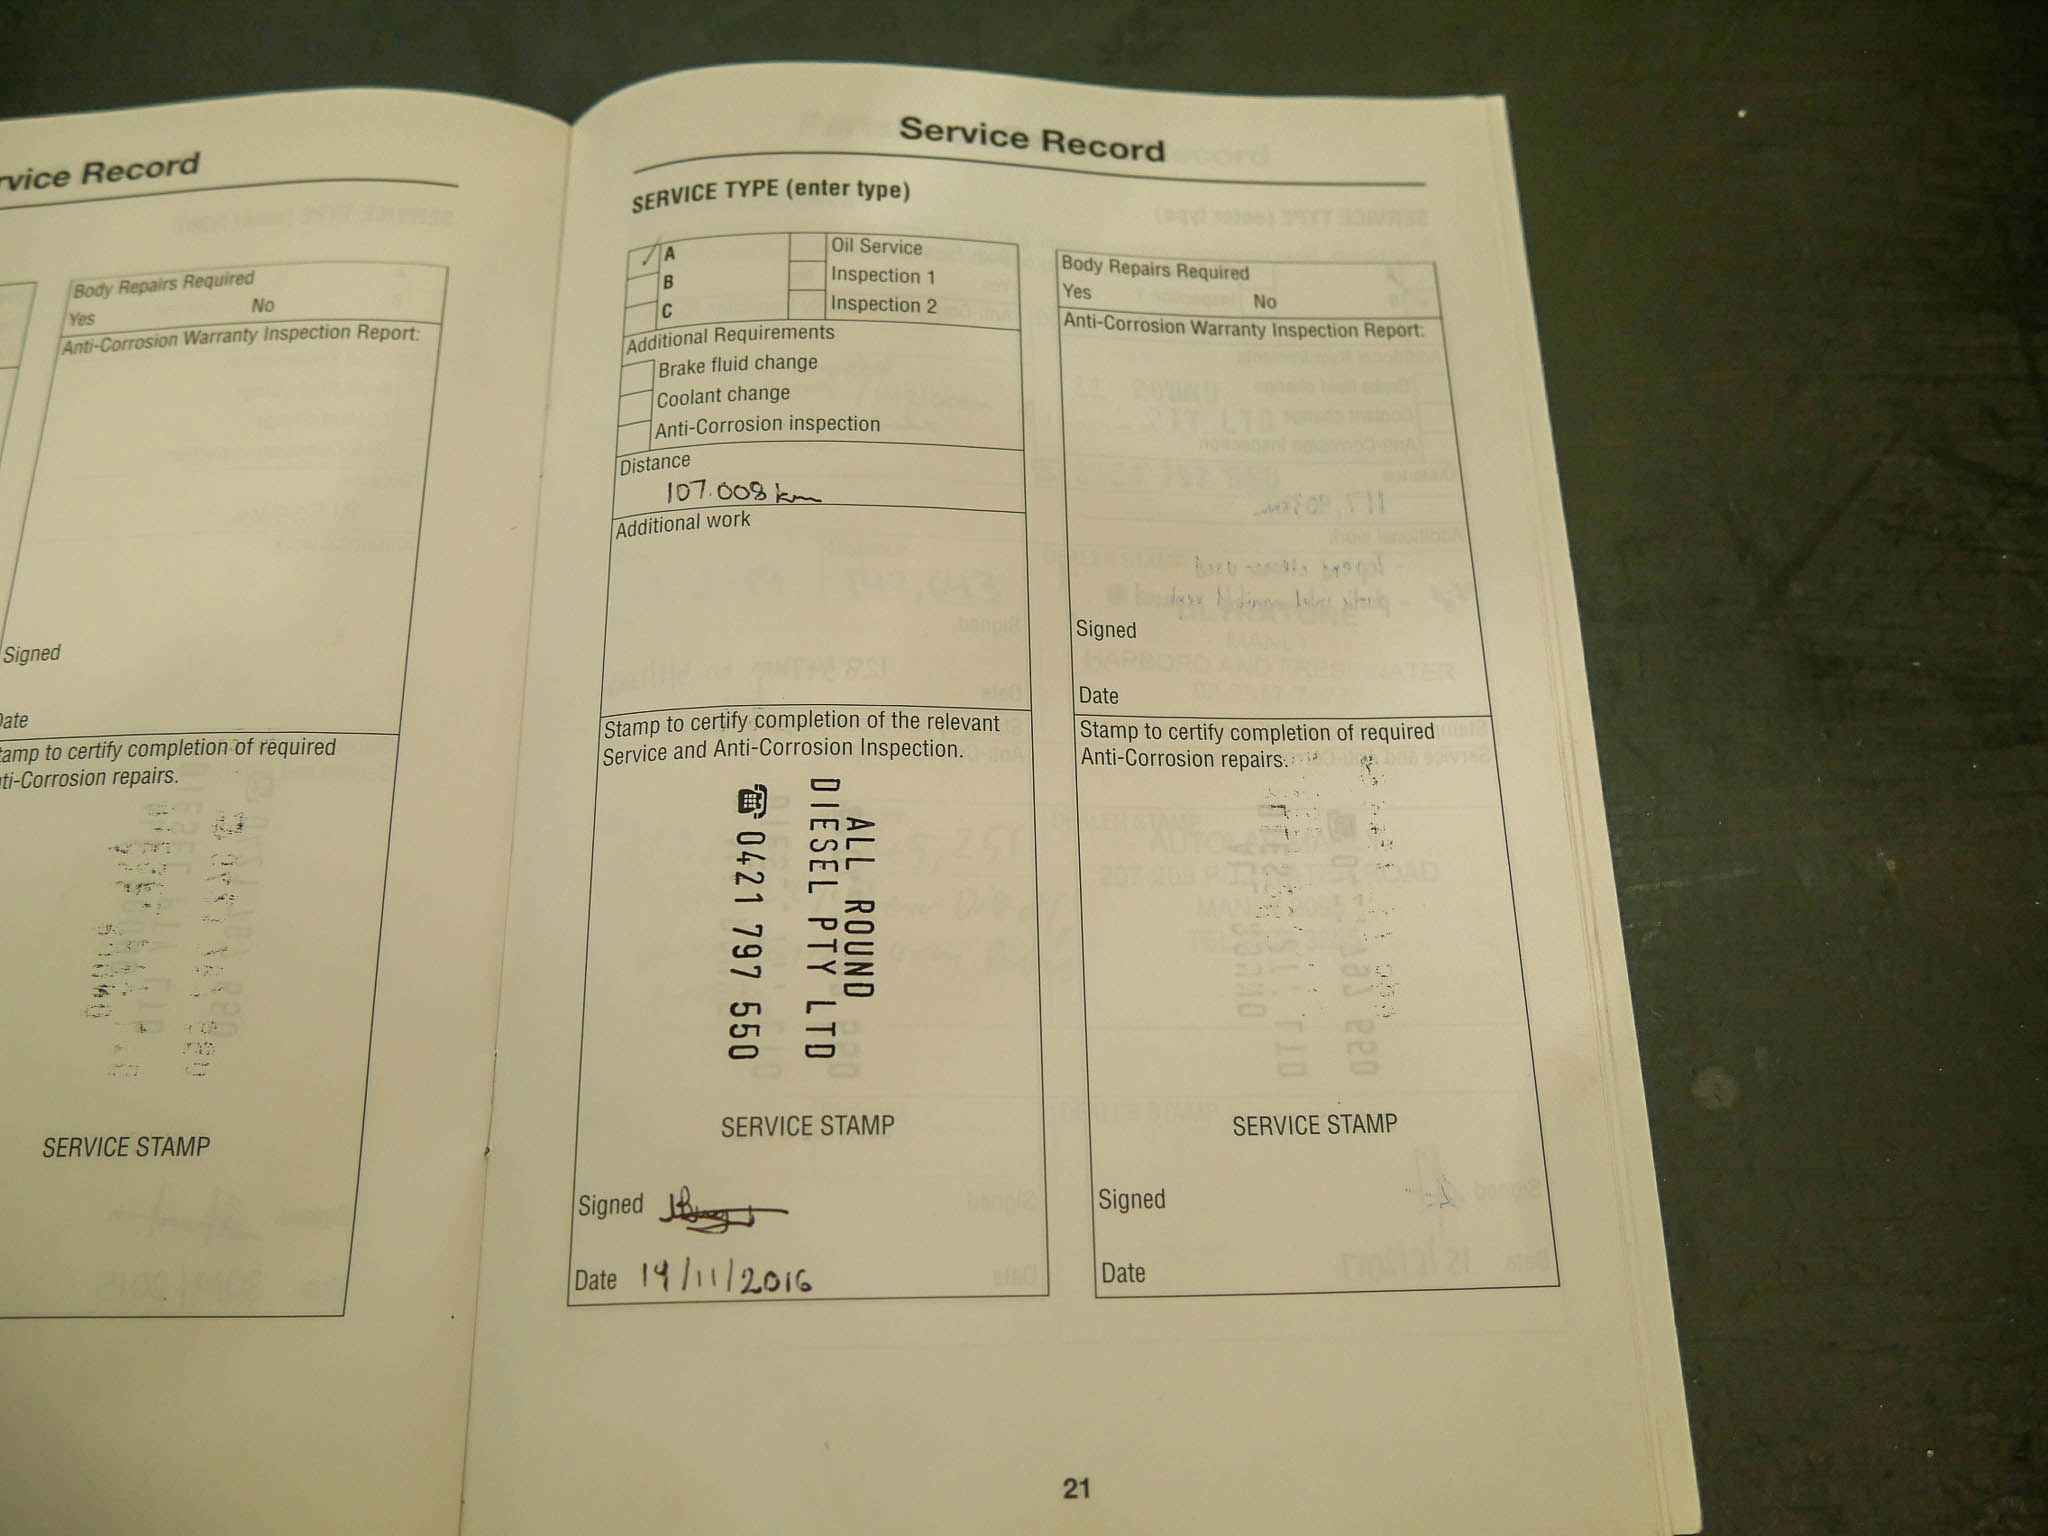 rvice Record
Body Repairs Required
Yes No
Anti-Corrosion Warranty Inspection Report:
Signed
Date
tamp to certify completion of required
ti-Corrosion repairs.
SERVICE STAMP
Service Record
SERVICE TYPE (enter type)
A Oil Service
B Inspection 1
C Inspection 2
Additional Requirements
Brake fluid change
Coolant change
Anti-Corrosion inspection
Distance
107.008 km
Additional work
Stamp to certify completion of the relevant
Service and Anti-Corrosion Inspection.
ALL ROUND
DIESEL PTY LTD
☎ 0421 797 550
SERVICE STAMP
Signed
Date 14/11/2016
Body Repairs Required
Yes No
Anti-Corrosion Warranty Inspection Report:
Signed
Date
Stamp to certify completion of required
Anti-Corrosion repairs.
SERVICE STAMP
Signed
Date
21